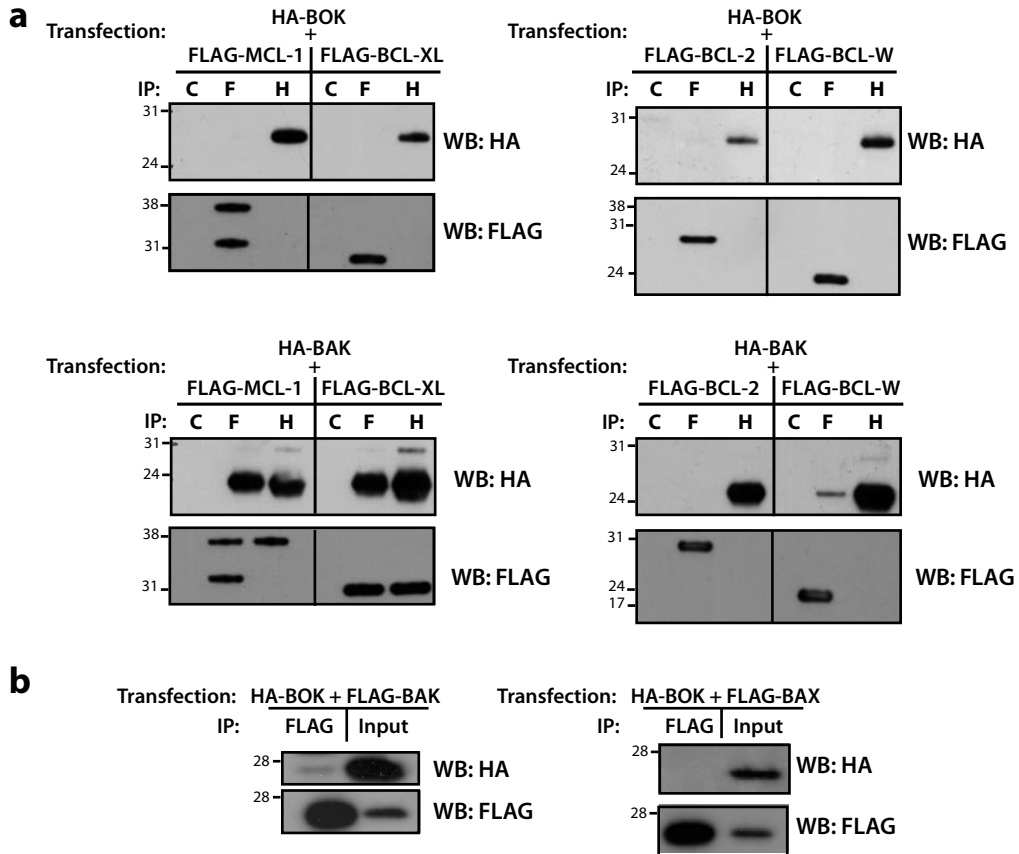 a
HA-BOK
Transfection: +
FLAG-MCL-1 FLAG-BCL-XL
IP: C F H C F H
31
24
WB: HA
38
31
WB: FLAG
HA-BOK
Transfection: +
FLAG-BCL-2 FLAG-BCL-W
IP: C F H C F H
31
24
WB: HA
38
31
24
WB: FLAG
HA-BAK
Transfection: +
FLAG-MCL-1 FLAG-BCL-XL
IP: C F H C F H
31
24
WB: HA
38
31
WB: FLAG
HA-BAK
Transfection: +
FLAG-BCL-2 FLAG-BCL-W
IP: C F H C F H
31
24
WB: HA
31
24
17
WB: FLAG
b
Transfection: HA-BOK + FLAG-BAK
IP: FLAG Input
28
WB: HA
28
WB: FLAG
Transfection: HA-BOK + FLAG-BAX
IP: FLAG Input
28
WB: HA
28
WB: FLAG